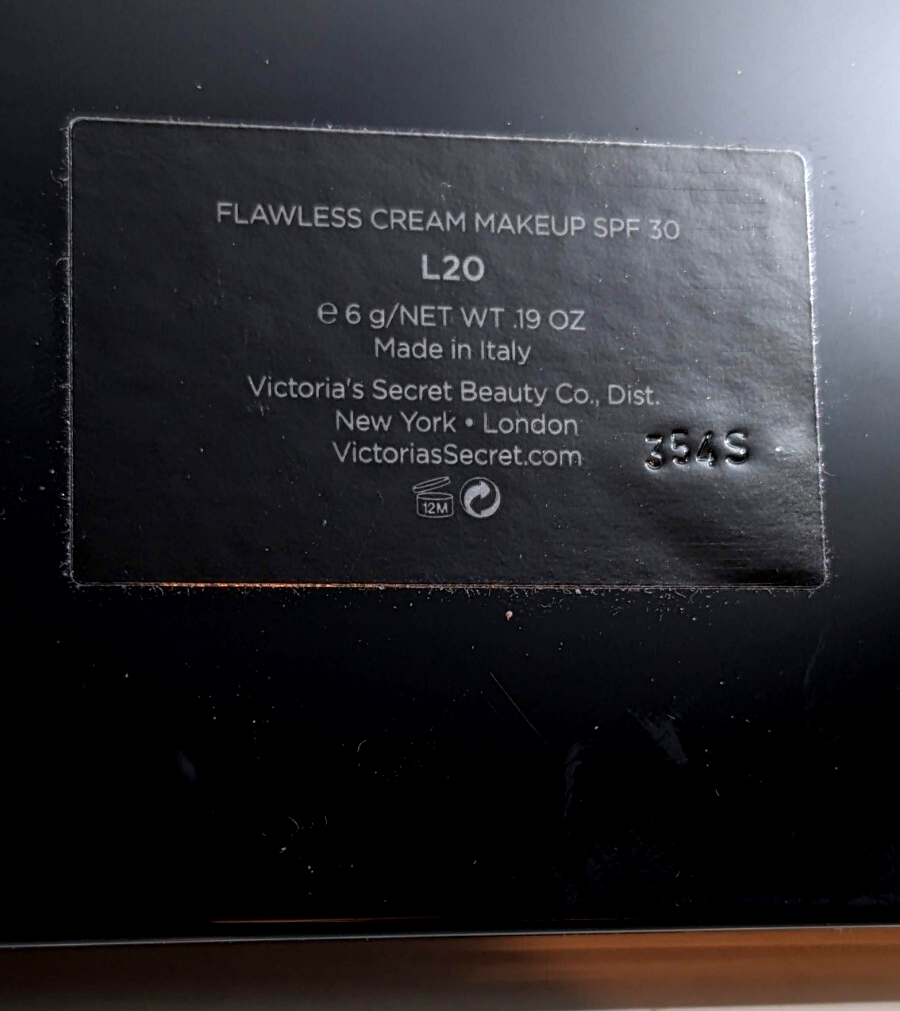 FLAWLESS CREAM MAKEUP SPF 30
L20
℮ 6 g/NET WT .19 OZ
Made in Italy
Victoria's Secret Beauty Co., Dist.
New York • London
VictoriasSecret.com
354S
12M